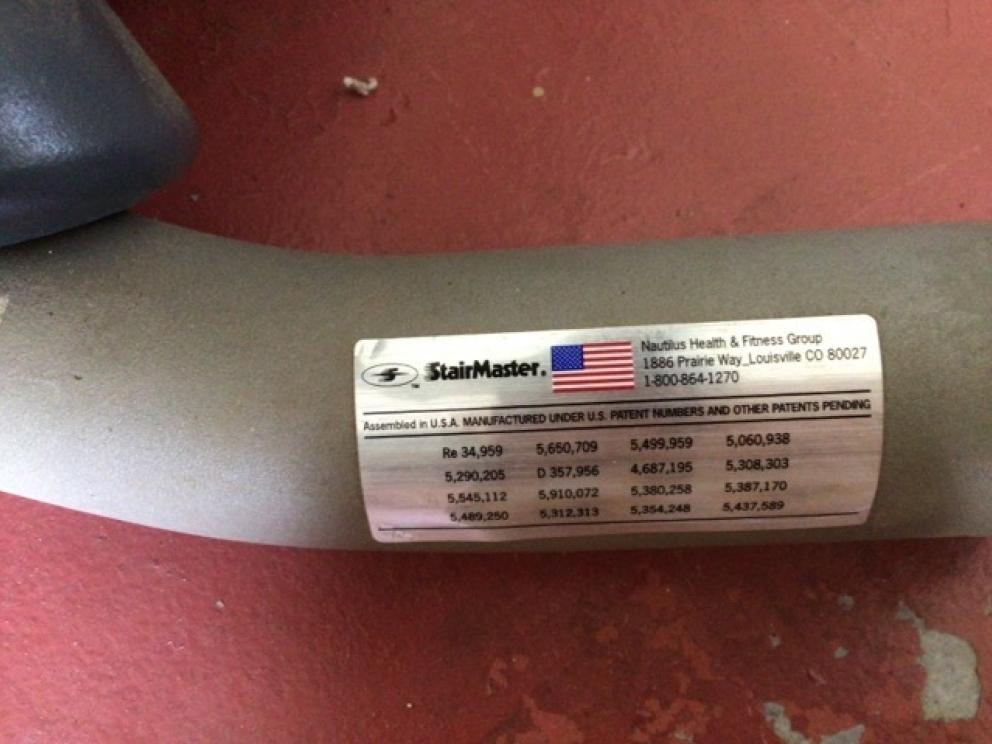 StairMaster®
™
Nautilus Health & Fitness Group
1886 Prairie Way_Louisville CO 80027
1-800-864-1270
Assembled in U.S.A. MANUFACTURED UNDER U.S. PATENT NUMBERS AND OTHER PATENTS PENDING
Re 34,959 5,650,709 5,499,959 5,060,938
5,290,205 D 357,956 4,687,195 5,308,303
5,545,112 5,910,072 5,380,258 5,387,170
5,489,250 5,312,313 5,354,248 5,437,589